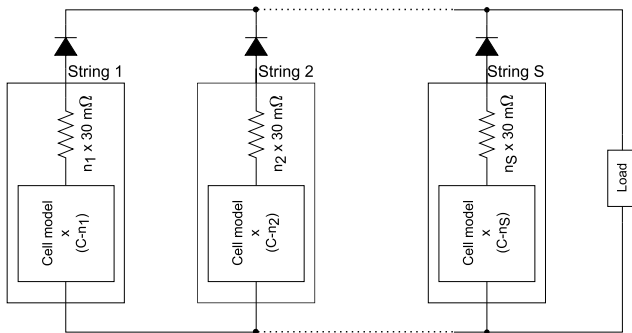 String 1
n1 x 30 mΩ
Cell model
x
(C-n1)
String 2
n2 x 30 mΩ
Cell model
x
(C-n2)
String S
nS x 30 mΩ
Cell model
x
(C-nS)
Load